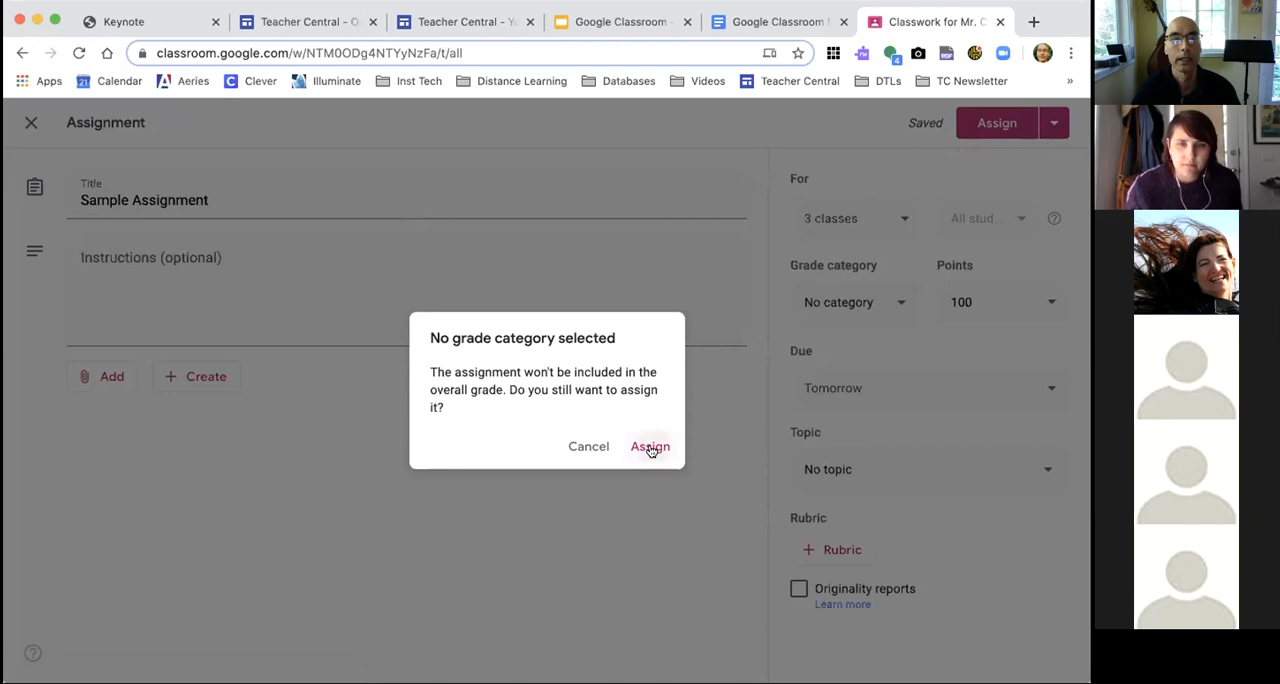 Keynote
Teacher Central - O
Teacher Central - Yo
Google Classroom -
Google Classroom
Classwork for Mr. C
classroom.google.com/w/NTM0ODg4NTYyNzFa/t/all
4
Apps
Calendar
Aeries
Clever
Illuminate
Inst Tech
Distance Learning
Databases
Videos
Teacher Central
DTLs
TC Newsletter
»
Assignment
Saved
Assign
Title
Sample Assignment
Instructions (optional)
Add
Create
For
3 classes
All stud...
Grade category
Points
No category
100
Due
Tomorrow
Topic
No topic
Rubric
Rubric
Originality reports
Learn more
No grade category selected
The assignment won't be included in the
overall grade. Do you still want to assign
it?
Cancel
Assign